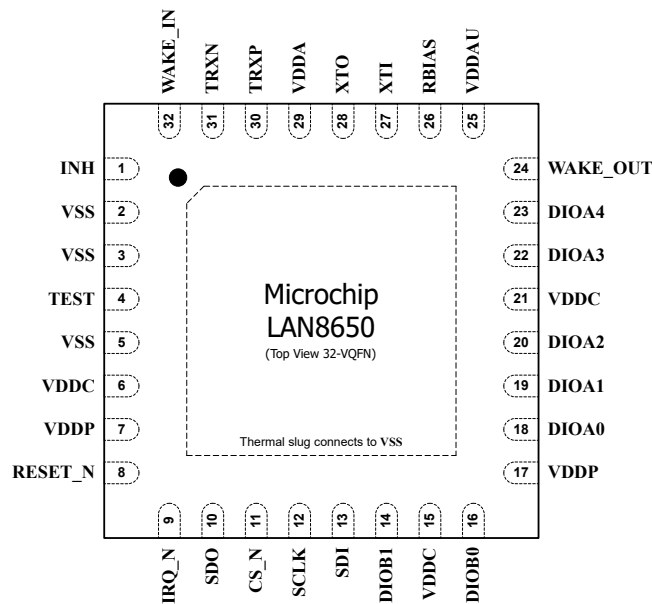 WAKE_IN
TRXN
TRXP
VDDA
XTO
XTI
RBIAS
VDDAU
32
31
30
29
28
27
26
25
INH 1
VSS 2
VSS 3
TEST 4
VSS 5
VDDC 6
VDDP 7
RESET_N 8
24 WAKE_OUT
23 DIOA4
22 DIOA3
21 VDDC
20 DIOA2
19 DIOA1
18 DIOA0
17 VDDP
Microchip
LAN8650
(Top View 32-VQFN)
Thermal slug connects to VSS
9
10
11
12
13
14
15
16
IRQ_N
SDO
CS_N
SCLK
SDI
DIOB1
VDDC
DIOB0